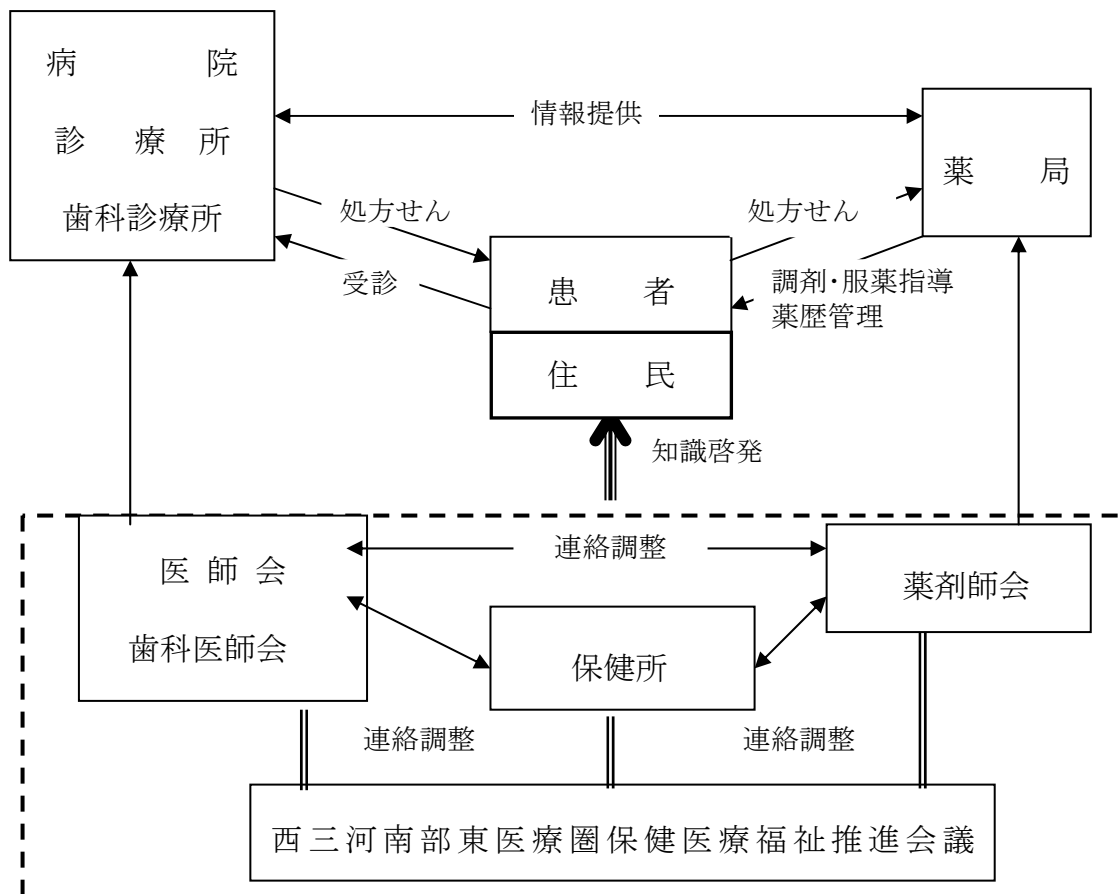 病院
診療所
歯科診療所
情報提供
薬局
処方せん
受診
処方せん
調剤・服薬指導
薬歴管理
患者
住民
知識啓発
医師会
歯科医師会
連絡調整
薬剤師会
保健所
連絡調整
連絡調整
西三河南部東医療圏保健医療福祉推進会議